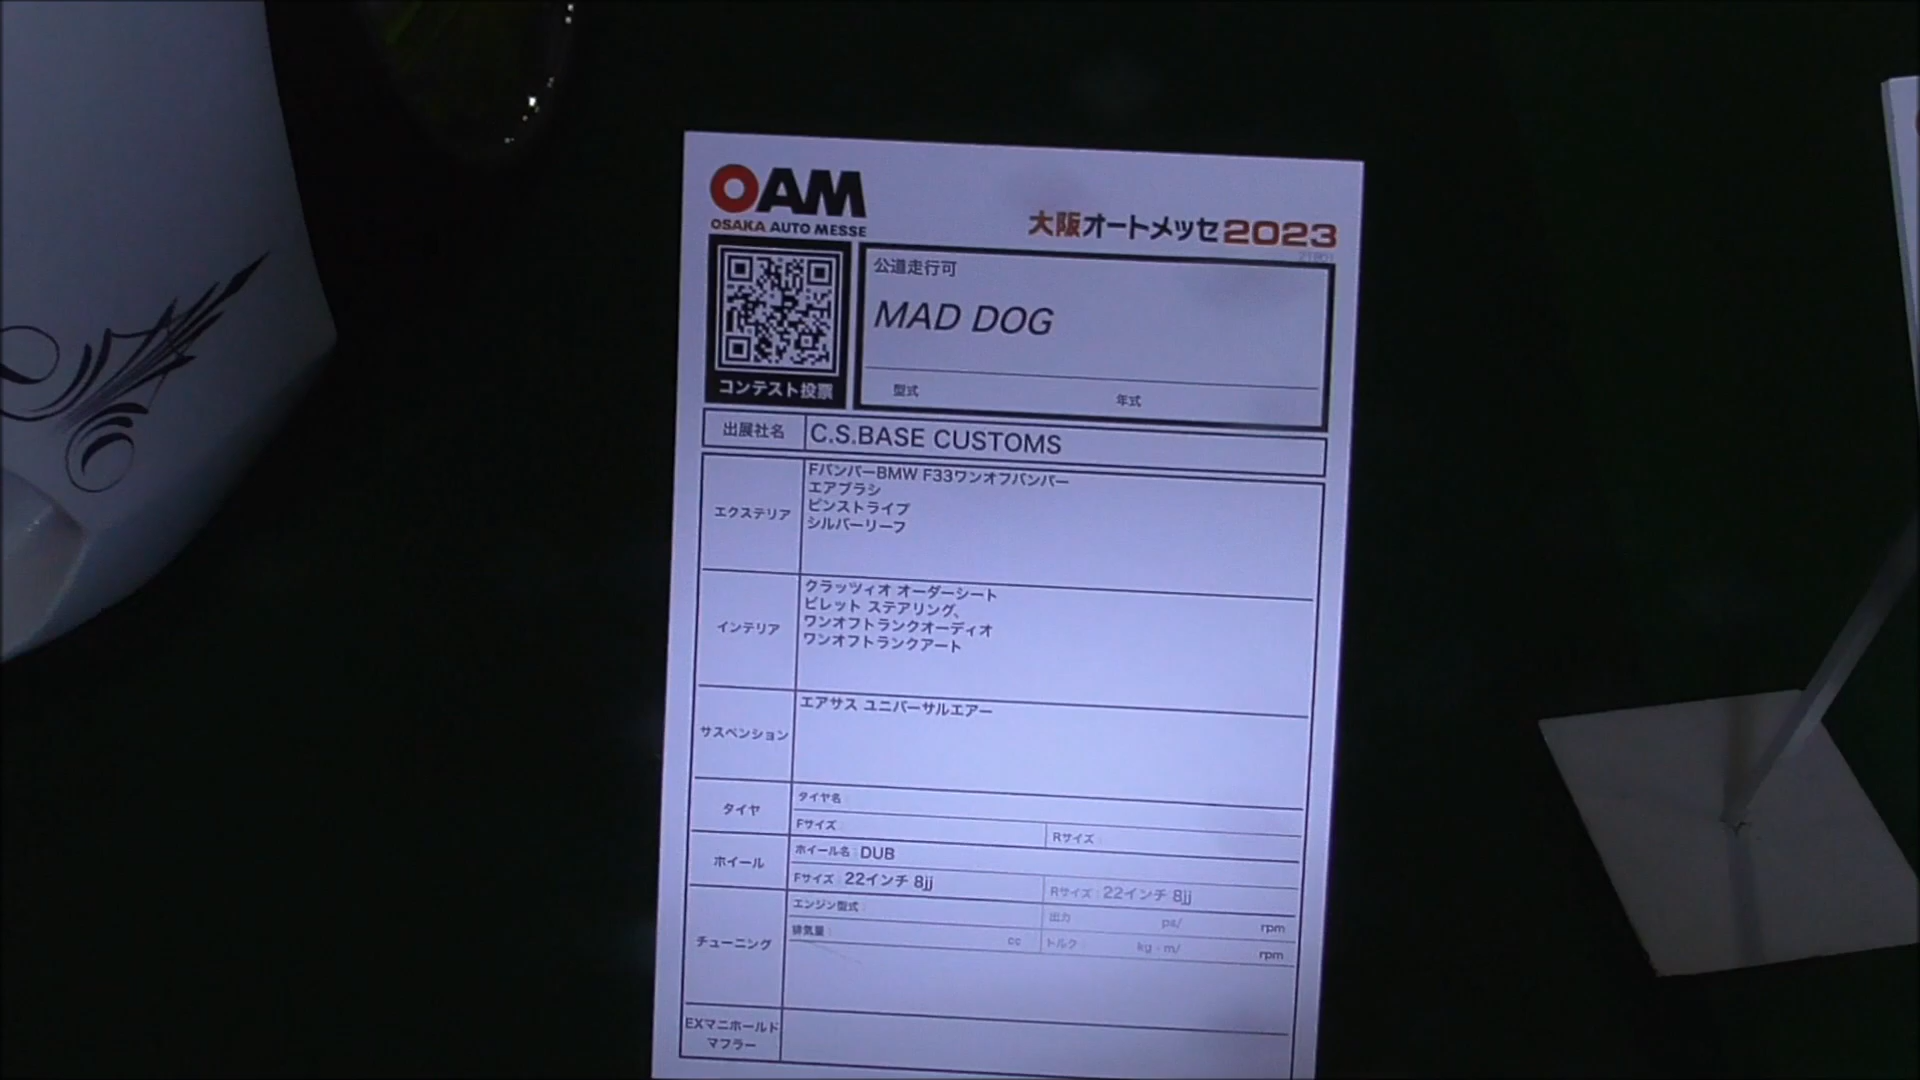 OAM
OSAKA AUTO MESSE
大阪オートメッセ2023
公道走行可
MAD DOG
型式
年式
コンテスト投票
出展社名 C.S.BASE CUSTOMS
エクステリア
FバンパーBMW F33ワンオフバンパー
エアブラシ
ピンストライプ
シルバーリーフ
インテリア
クラッツィオ オーダーシート
ビレット ステアリング、
ワンオフトランクオーディオ
ワンオフトランクアート
サスペンション
エアサス ユニバーサルエアー
タイヤ
タイヤ名:
Fサイズ:
Rサイズ:
ホイール
ホイール名:DUB
Fサイズ:22インチ 8jj
Rサイズ:22インチ 8jj
チューニング
エンジン型式:
出力 ps/ rpm
排気量: cc
トルク kg・m/ rpm
EXマニホールド
マフラー